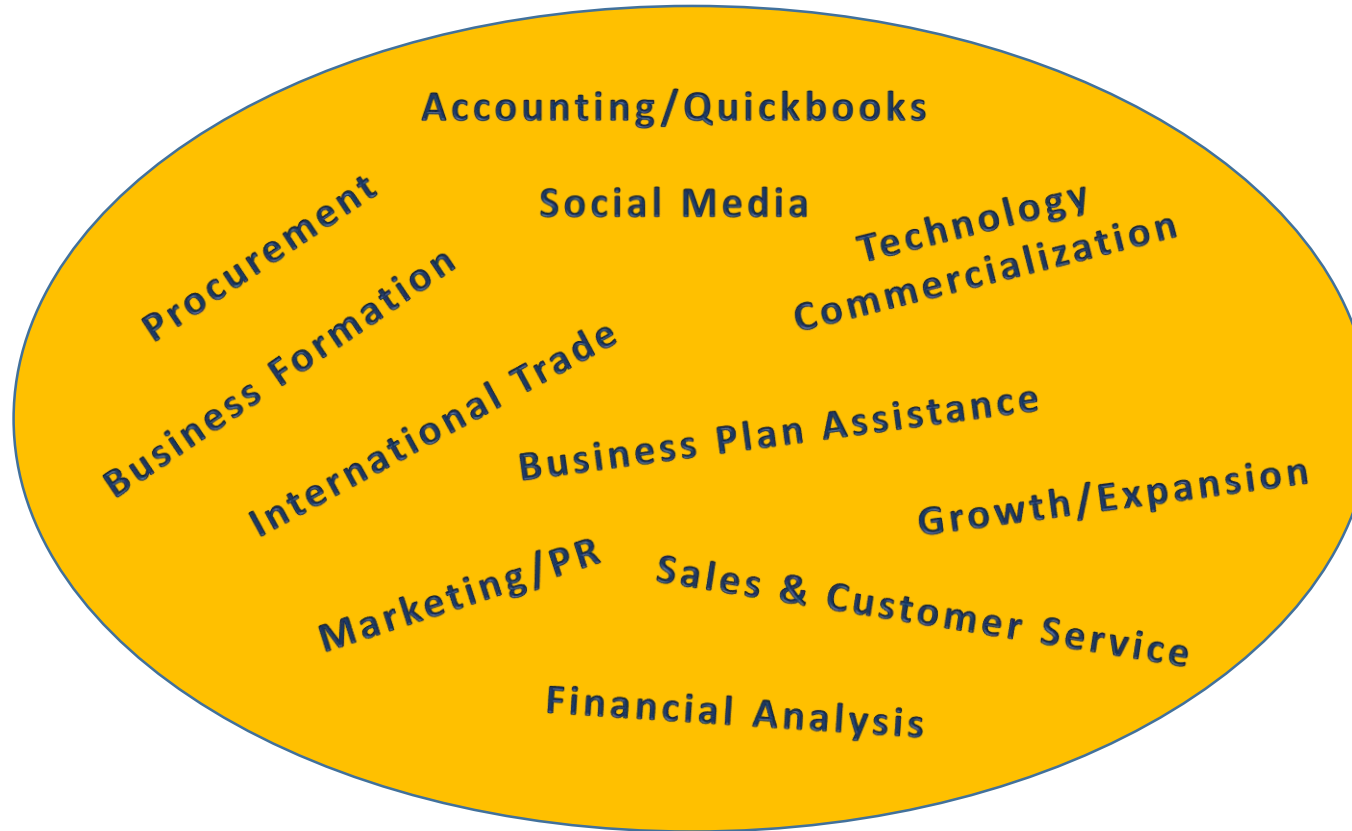 Accounting/Quickbooks
Social Media
Procurement
Technology
Commercialization
Business Formation
International Trade
Business Plan Assistance
Growth/Expansion
Marketing/PR
Sales & Customer Service
Financial Analysis